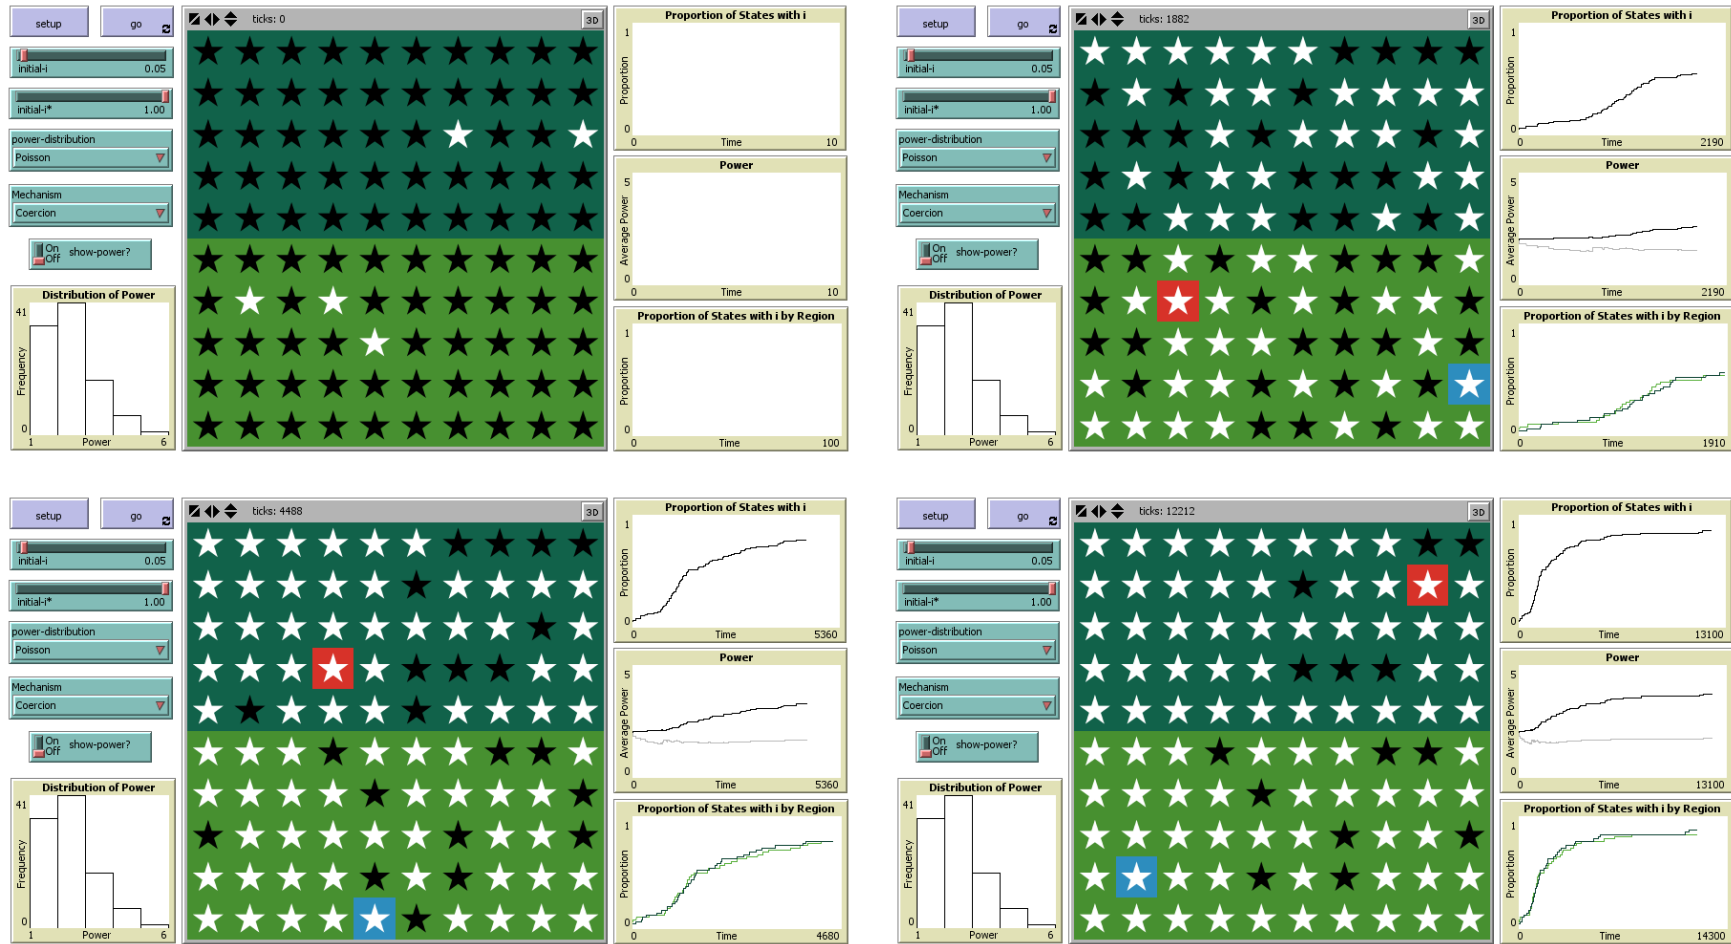 setup
go
ticks: 0
3D
initial-i
0.05
initial-i*
1.00
power-distribution
Poisson
Mechanism
Coercion
On
Off
show-power?
Distribution of Power
41
Frequency
0
1
Power
6
Proportion of States with i
1
Proportion
0
0
Time
10
Power
5
Average Power
0
0
Time
10
Proportion of States with i by Region
1
Proportion
0
0
Time
100
setup
go
ticks: 1882
3D
initial-i
0.05
initial-i*
1.00
power-distribution
Poisson
Mechanism
Coercion
On
Off
show-power?
Distribution of Power
41
Frequency
0
1
Power
6
Proportion of States with i
1
Proportion
0
0
Time
2190
Power
5
Average Power
0
0
Time
2190
Proportion of States with i by Region
1
Proportion
0
0
Time
1910
setup
go
ticks: 4488
3D
initial-i
0.05
initial-i*
1.00
power-distribution
Poisson
Mechanism
Coercion
On
Off
show-power?
Distribution of Power
41
Frequency
0
1
Power
6
Proportion of States with i
1
Proportion
0
0
Time
5360
Power
5
Average Power
0
0
Time
5360
Proportion of States with i by Region
1
Proportion
0
0
Time
4680
setup
go
ticks: 12212
3D
initial-i
0.05
initial-i*
1.00
power-distribution
Poisson
Mechanism
Coercion
On
Off
show-power?
Distribution of Power
41
Frequency
0
1
Power
6
Proportion of States with i
1
Proportion
0
0
Time
13100
Power
5
Average Power
0
0
Time
13100
Proportion of States with i by Region
1
Proportion
0
0
Time
14300